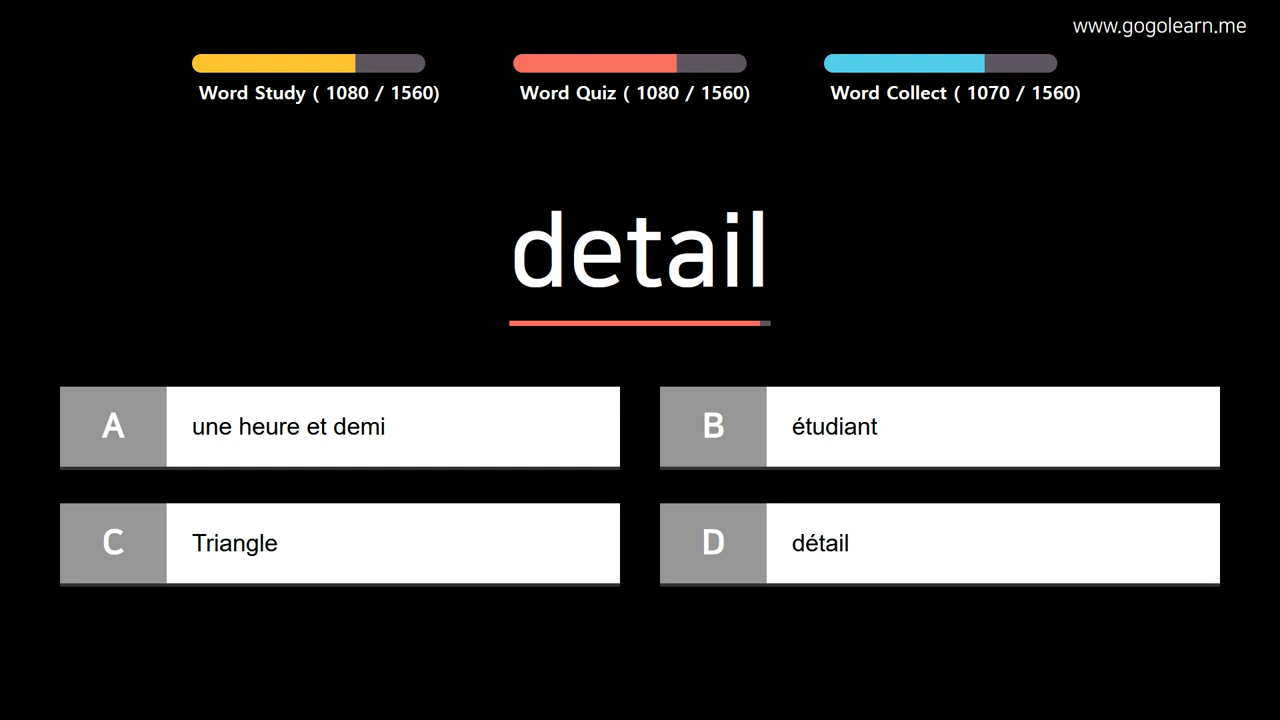 www.gogolearn.me
Word Study ( 1080 / 1560)
Word Quiz ( 1080 / 1560)
Word Collect ( 1070 / 1560)
detail
A
une heure et demi
B
étudiant
C
Triangle
D
détail